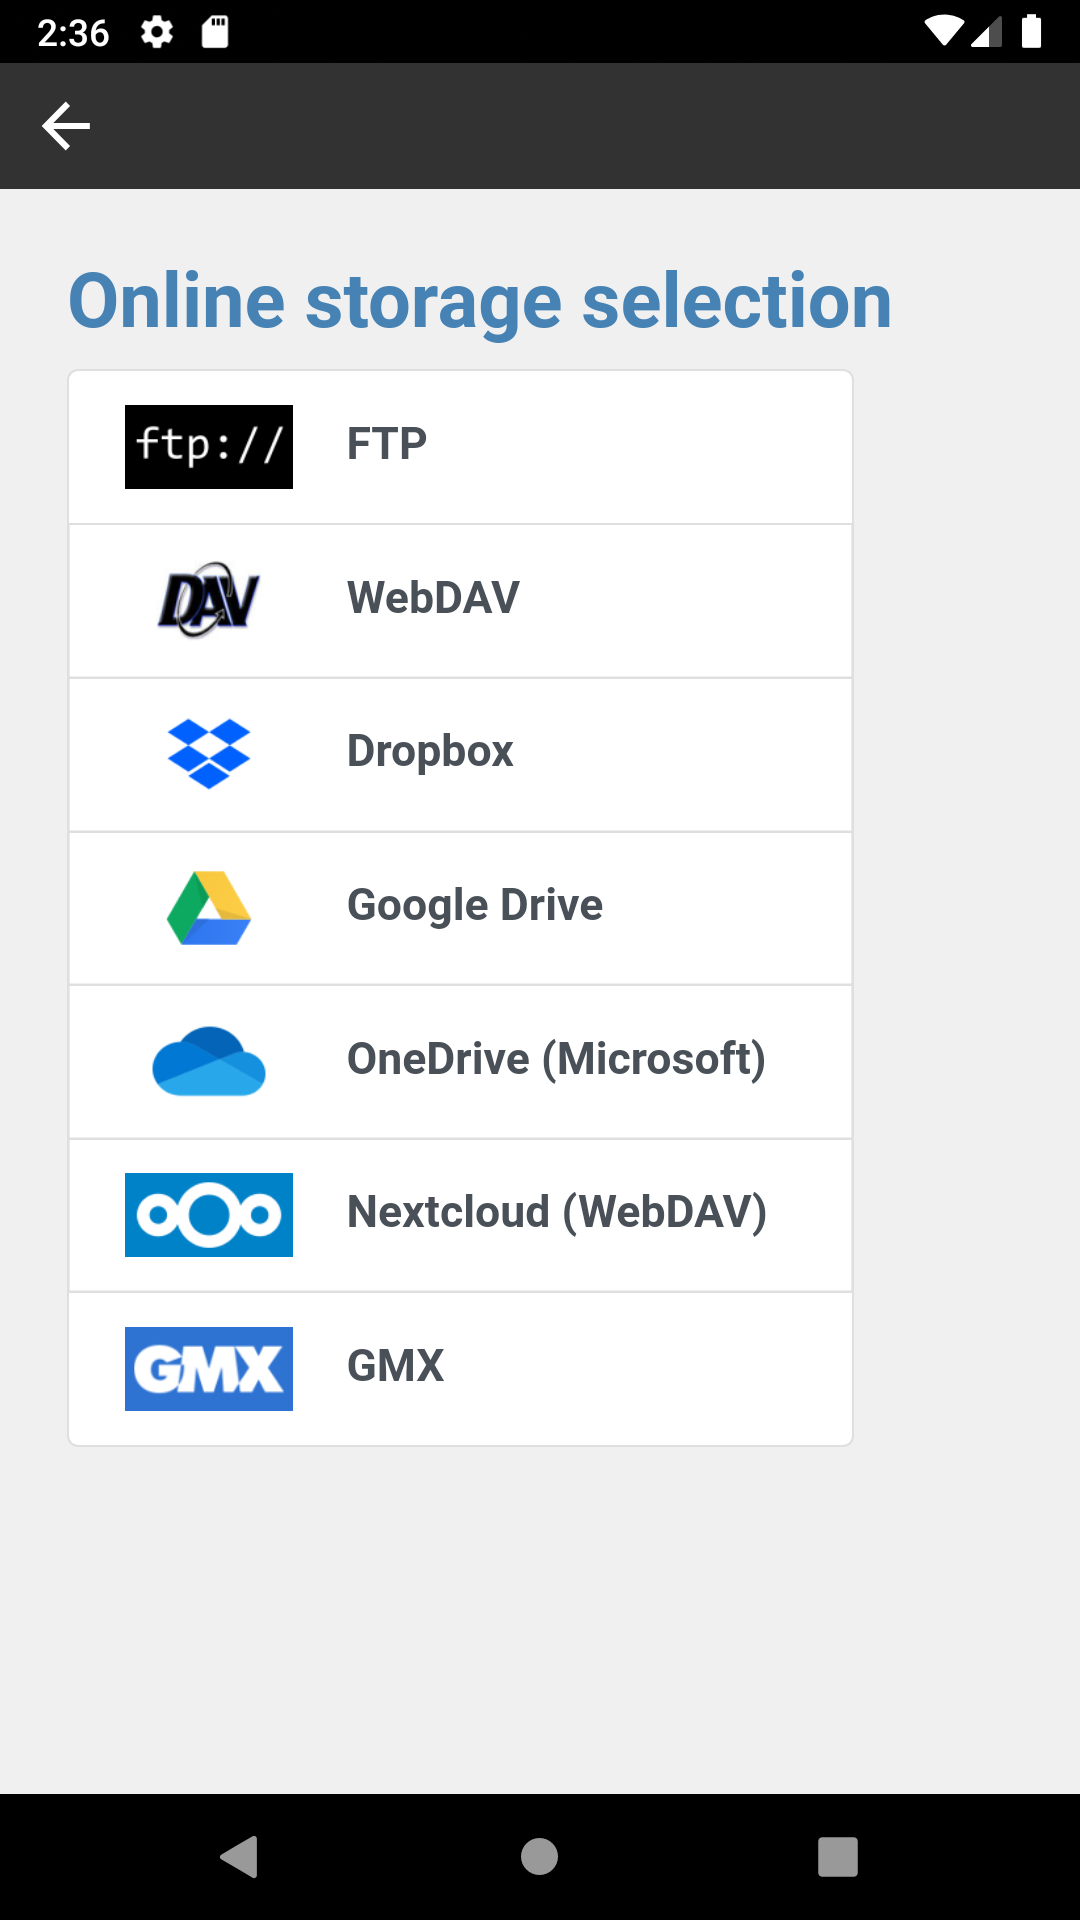 2:36
Online storage selection
ftp:// FTP
DAV WebDAV
Dropbox
Google Drive
OneDrive (Microsoft)
Nextcloud (WebDAV)
GMX GMX